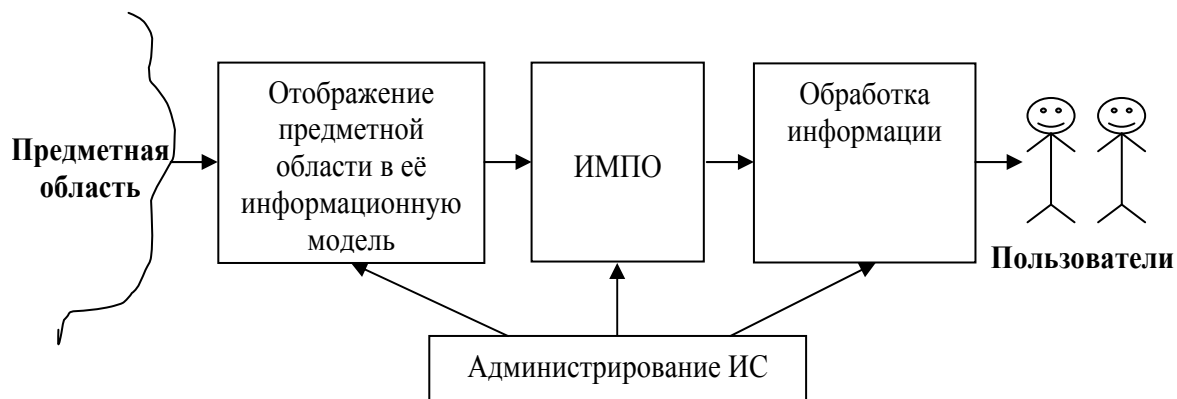 Предметная
область
Отображение
предметной
области в её
информационную
модель
ИМПО
Обработка
информации
Пользователи
Администрирование ИС